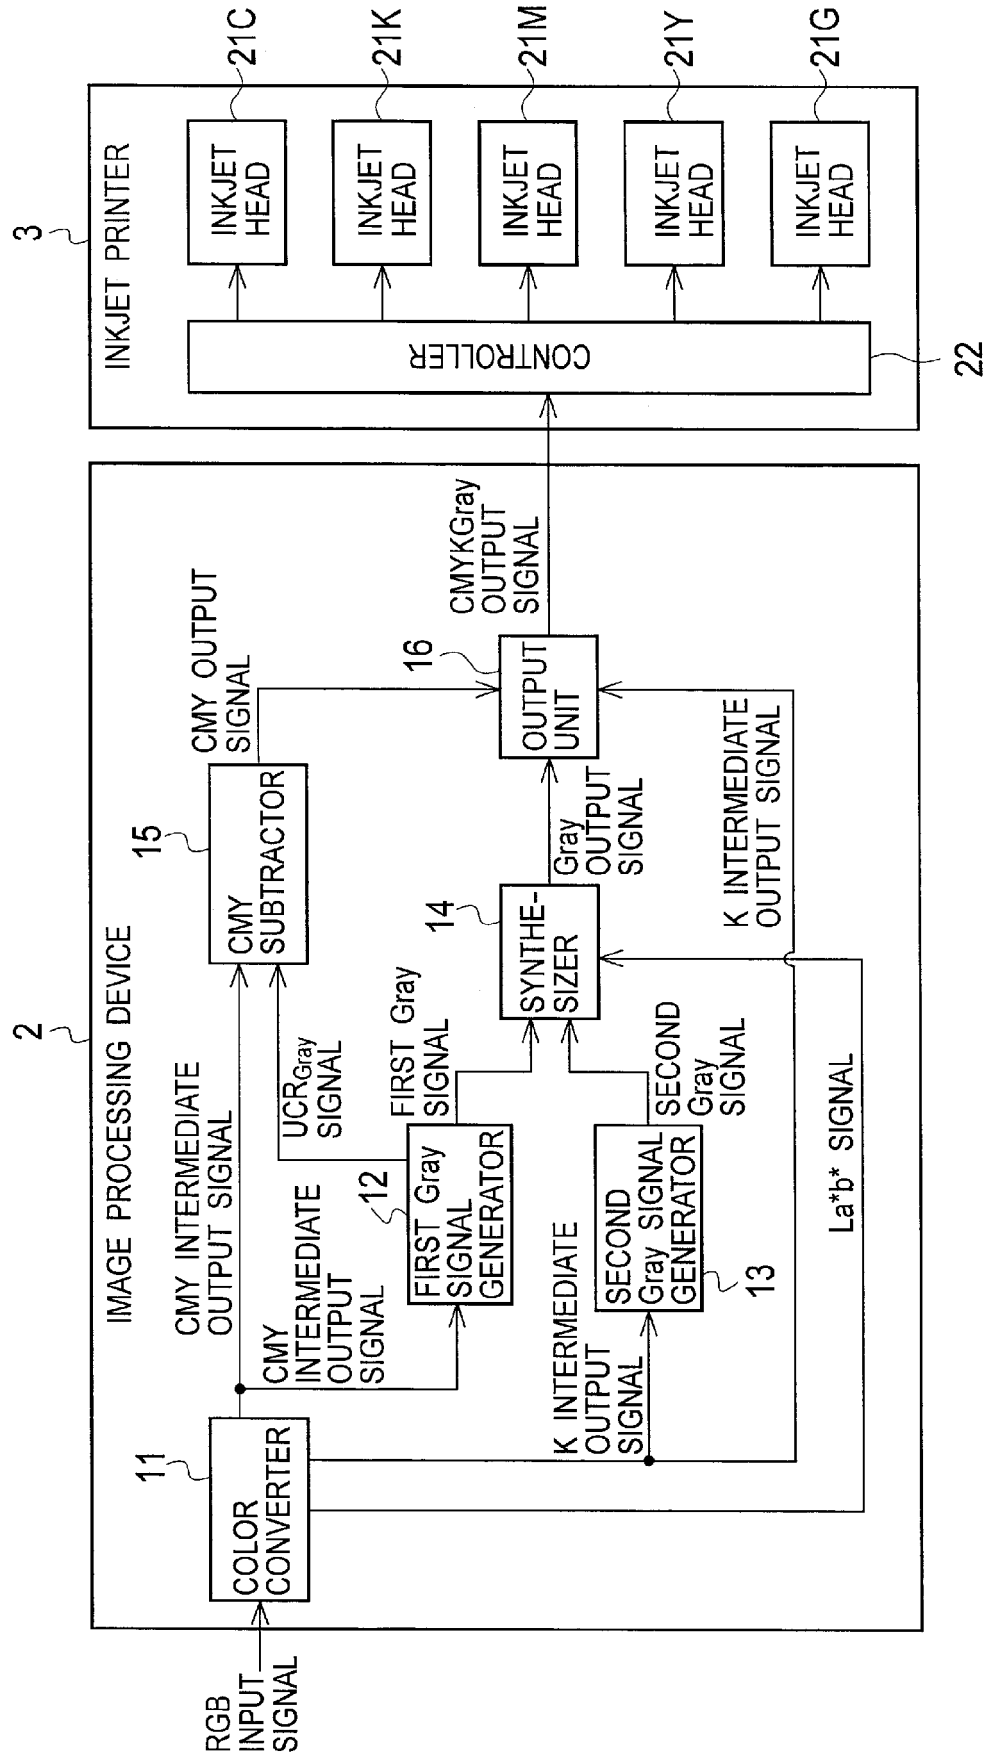 3
INKJET PRINTER
INKJET
HEAD
21C
INKJET
HEAD
21K
INKJET
HEAD
21M
INKJET
HEAD
21Y
INKJET
HEAD
21G
CONTROLLER
22
2
IMAGE PROCESSING DEVICE
RGB
INPUT
SIGNAL
11
COLOR
CONVERTER
CMY INTERMEDIATE
OUTPUT SIGNAL
CMY
INTERMEDIATE
OUTPUT
SIGNAL
12
FIRST Gray
SIGNAL
GENERATOR
UCRGray
SIGNAL
FIRST Gray
SIGNAL
15
CMY
SUBTRACTOR
CMY OUTPUT
SIGNAL
K INTERMEDIATE
OUTPUT
SIGNAL
SECOND
Gray SIGNAL
GENERATOR
13
SECOND
Gray
SIGNAL
14
SYNTHE-
SIZER
Gray
OUTPUT
SIGNAL
16
OUTPUT
UNIT
CMYKGray
OUTPUT
SIGNAL
K INTERMEDIATE
OUTPUT SIGNAL
La*b* SIGNAL